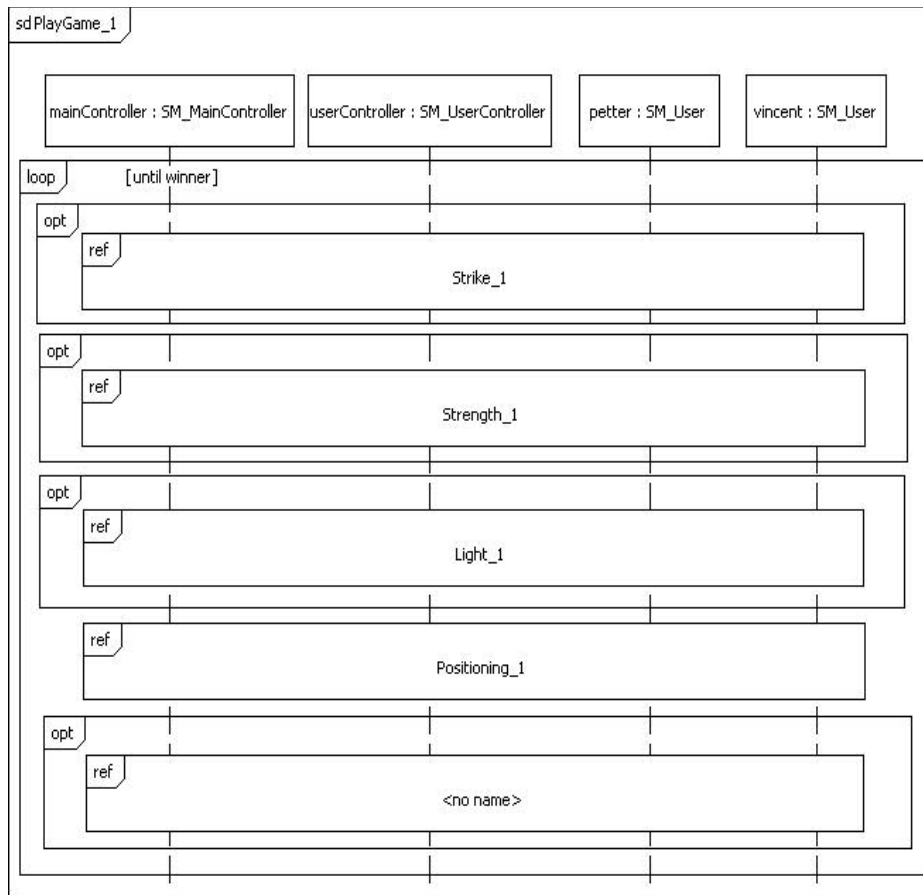 sd PlayGame_1
mainController : SM_MainController
userController : SM_UserController
petter : SM_User
vincent : SM_User
loop
[until winner]
opt
ref
Strike_1
opt
ref
Strength_1
opt
ref
Light_1
ref
Positioning_1
opt
ref
<no name>